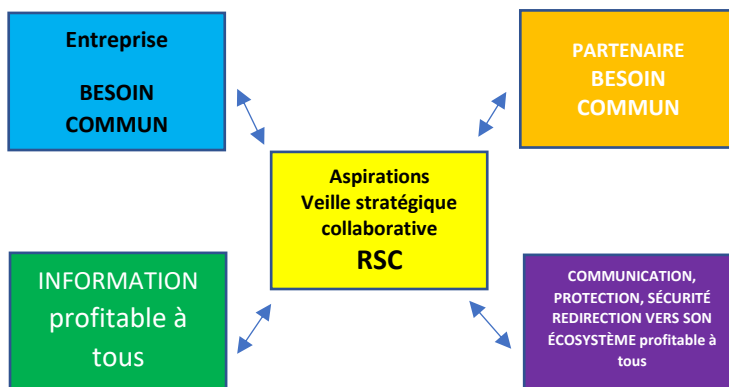 Entreprise
BESOIN
COMMUN
PARTENAIRE
BESOIN
COMMUN
Aspirations
Veille stratégique
collaborative
RSC
INFORMATION
profitable à
tous
COMMUNICATION,
PROTECTION, SÉCURITÉ
REDIRECTION VERS SON
ÉCOSYSTÈME profitable à
tous